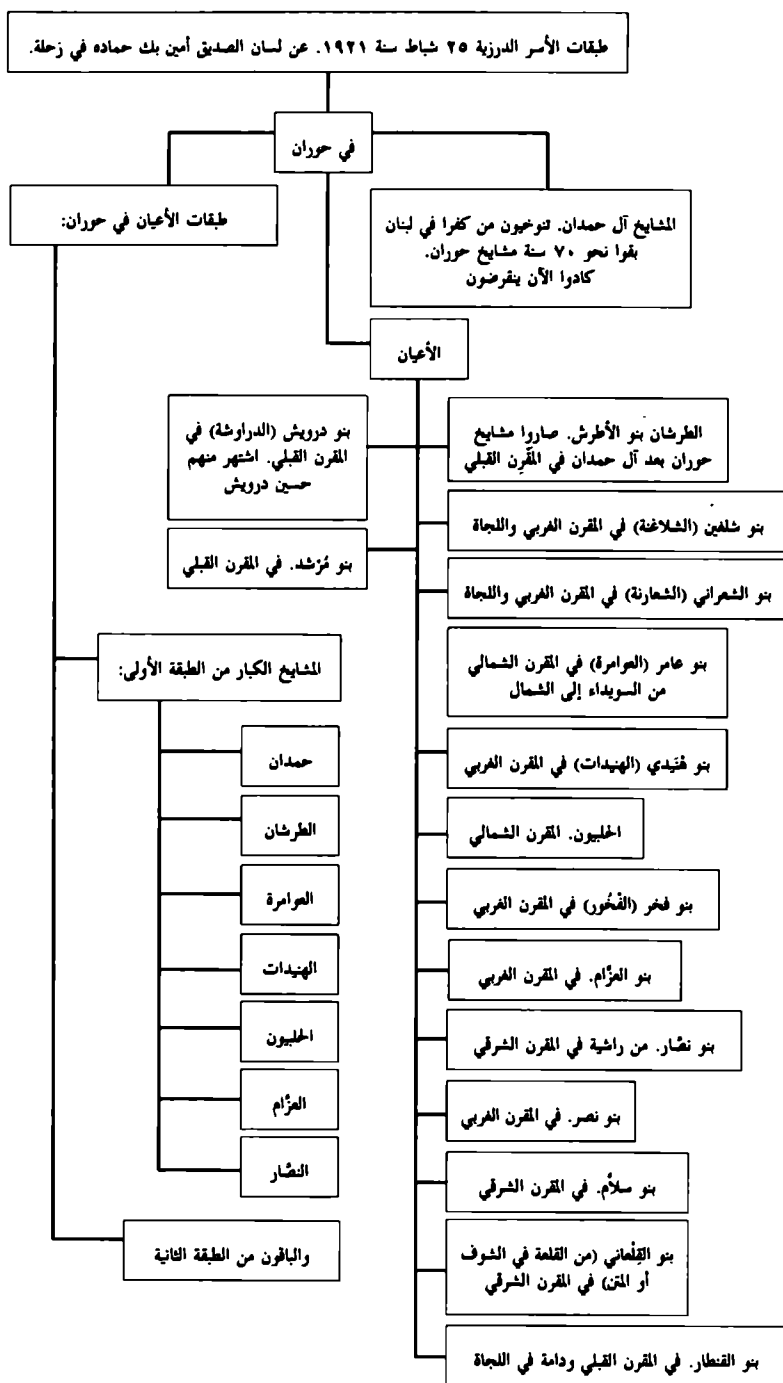 طبقات الأسر الدرزية ٢٥ شباط سنة ١٩٢١. عن لسان الصديق أمين بك حماده في زحلة.
في حوران
المشايخ آل حمدان. تنوخيون من كفرا في لبنان
بقوا نحو ٧٠ سنة مشايخ حوران.
كادوا الآن ينقرضون
طبقات الأعيان في حوران:
الأعيان
الطرشان بنو الأطرش. صاروا مشايخ
حوران بعد آل حمدان في المقرن القبلي
بنو درويش (الدراوشة) في
المقرن القبلي. اشتهر منهم
حسين درويش
بنو شلغين (الشلاغنة) في المقرن الغربي واللجاة
بنو مُرْشد. في المقرن القبلي
بنو الشعراني (الشعارنة) في المقرن الغربي واللجاة
بنو عامر (العوامرة) في المقرن الشمالي
من السويداء إلى الشمال
بنو هُنَيدي (الهنيدات) في المقرن الغربي
الحلبيون. المقرن الشمالي
بنو فخر (الفُخُور) في المقرن الغربي
بنو العزَّام. في المقرن الغربي
بنو نصَّار. من راشية في المقرن الشرقي
بنو نصر. في المقرن الغربي
بنو سلاَّم. في المقرن الشرقي
بنو القِلْعاني (من القلعة في الشوف
أو المتن) في المقرن الشرقي
بنو القنطار. في المقرن القبلي ودامة في اللجاة
المشايخ الكبار من الطبقة الأولى:
حمدان
الطرشان
العوامرة
الهنيدات
الحلبيون
العزَّام
النصَّار
والباقون من الطبقة الثانية